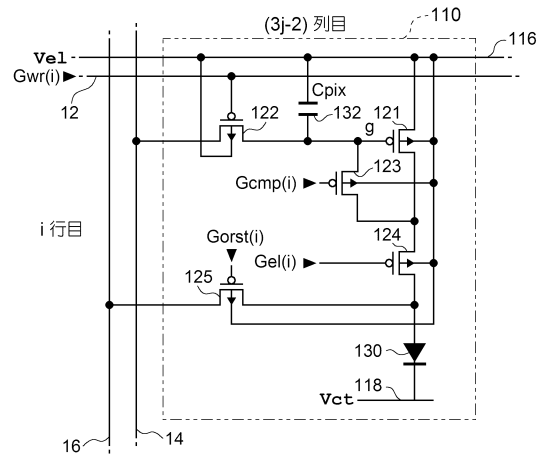 (3j-2) 列目
110
Vel
116
Gwr(i)
12
Cpix
122
132
121
g
123
Gcmp(i)
i 行目
Gorst(i)
124
Gel(i)
125
130
118
Vct
16
14